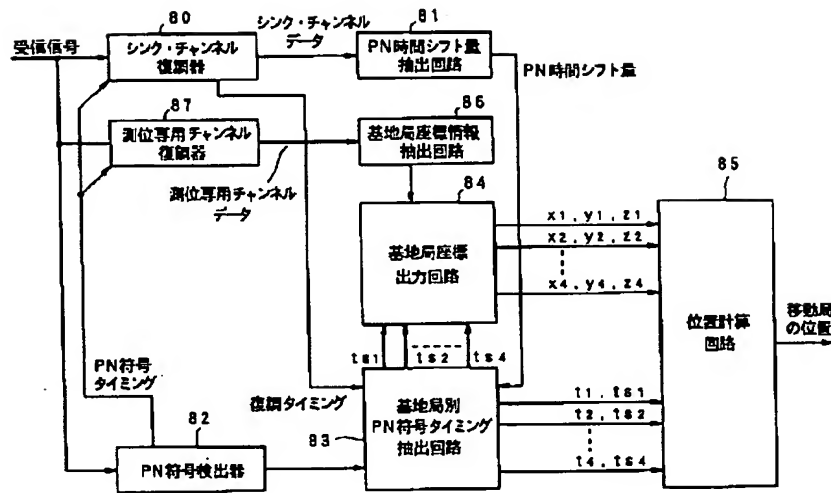 受信信号
80
シンク・チャンネル
復調器
シンク・チャンネル
データ
81
PN時間シフト量
抽出回路
PN時間シフト量
87
測位専用チャンネル
復調器
測位専用チャンネル
データ
86
基地局座標情報
抽出回路
84
基地局座標
出力回路
x1, y1, z1
x2, y2, z2
x4, y4, z4
85
位置計算
回路
移動局
の位置
ts1
ts2
ts4
PN符号
タイミング
復調タイミング
82
PN符号検出器
83
基地局別
PN符号タイミング
抽出回路
t1, ts1
t2, ts2
t4, ts4